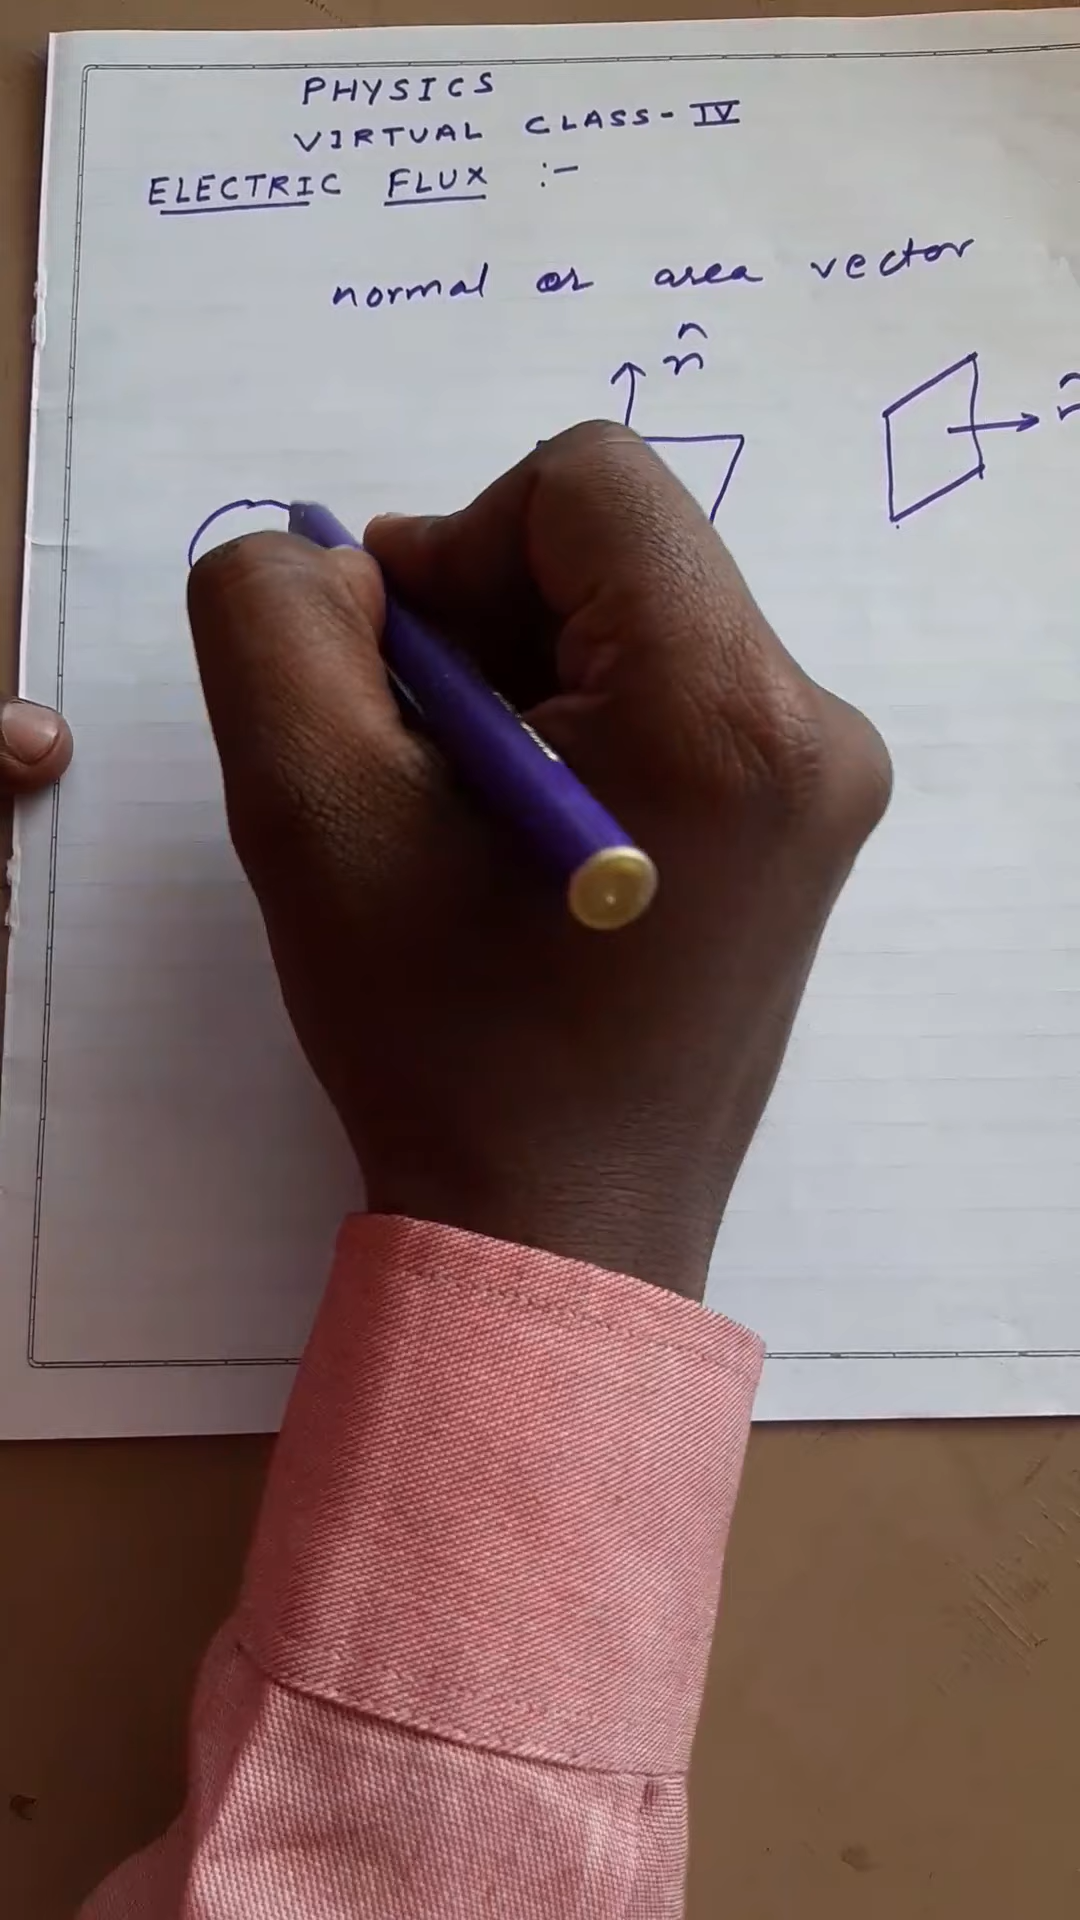 PHYSICS
VIRTUAL CLASS-IV
ELECTRIC FLUX :-
normal or area vector
n̂
n̂